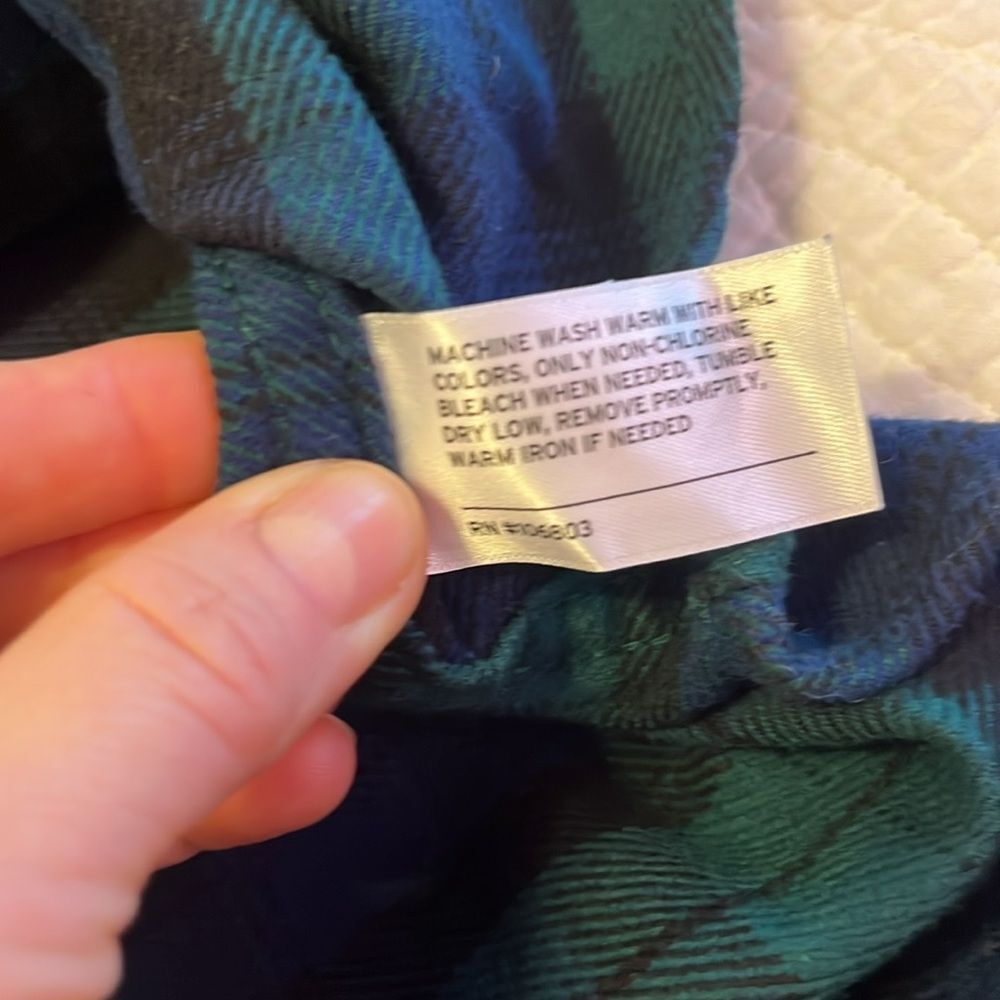 MACHINE WASH WARM WITH LIKE
COLORS, ONLY NON-CHLORINE
BLEACH WHEN NEEDED, TUMBLE
DRY LOW, REMOVE PROMPTLY,
WARM IRON IF NEEDED
RN #106803